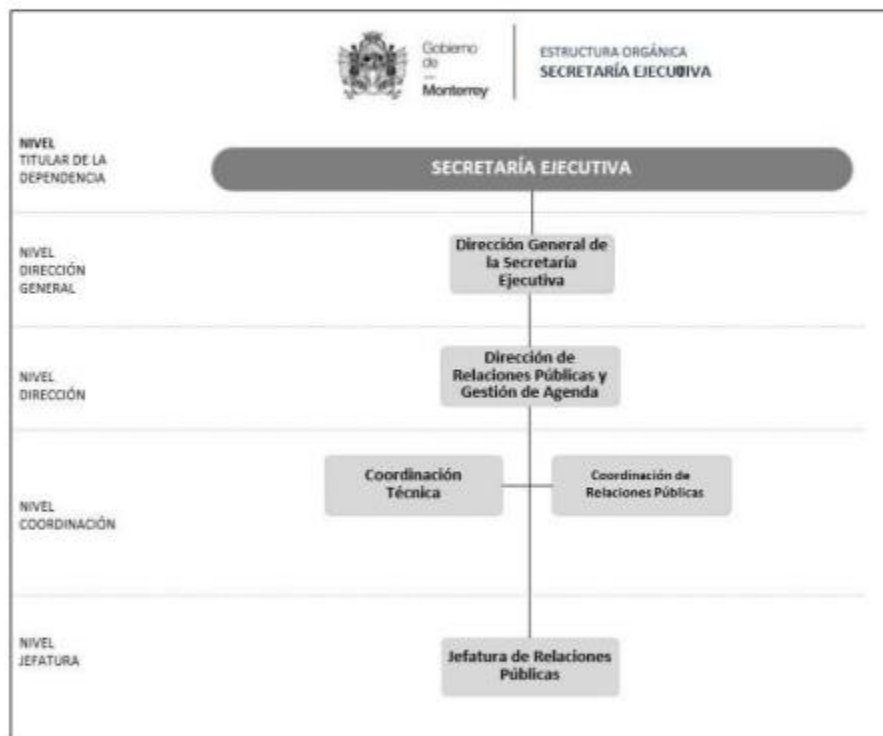 Gobierno
de
—
Monterrey
ESTRUCTURA ORGÁNICA
SECRETARÍA EJECUTIVA
NIVEL
TITULAR DE LA
DEPENDENCIA
SECRETARÍA EJECUTIVA
NIVEL
DIRECCIÓN
GENERAL
Dirección General de
la Secretaría
Ejecutiva
NIVEL
DIRECCIÓN
Dirección de
Relaciones Públicas y
Gestión de Agenda
NIVEL
COORDINACIÓN
Coordinación
Técnica
Coordinación de
Relaciones Públicas
NIVEL
JEFATURA
Jefatura de Relaciones
Públicas